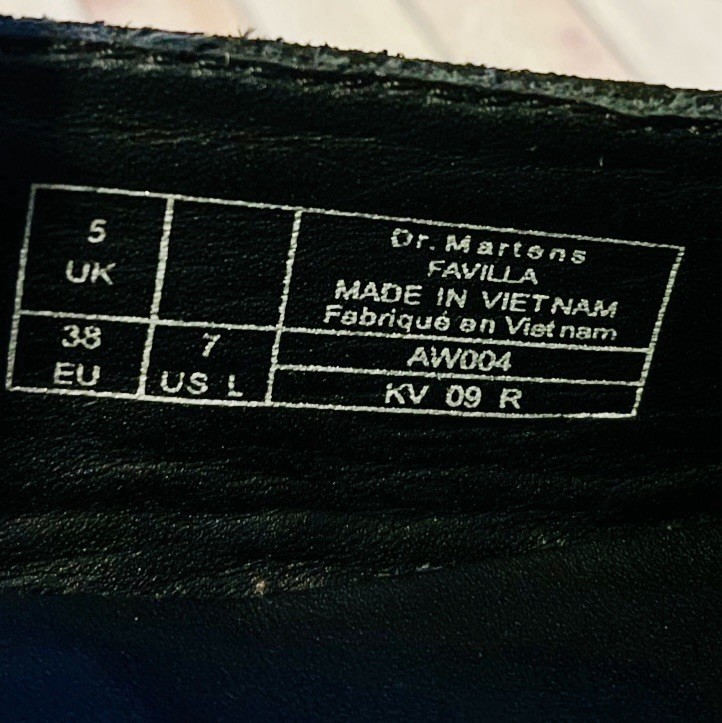 5
UK
38
EU
7
US L
Dr. Martens
FAVILLA
MADE IN VIETNAM
Fabriqué en Vietnam
AW004
KV 09 R